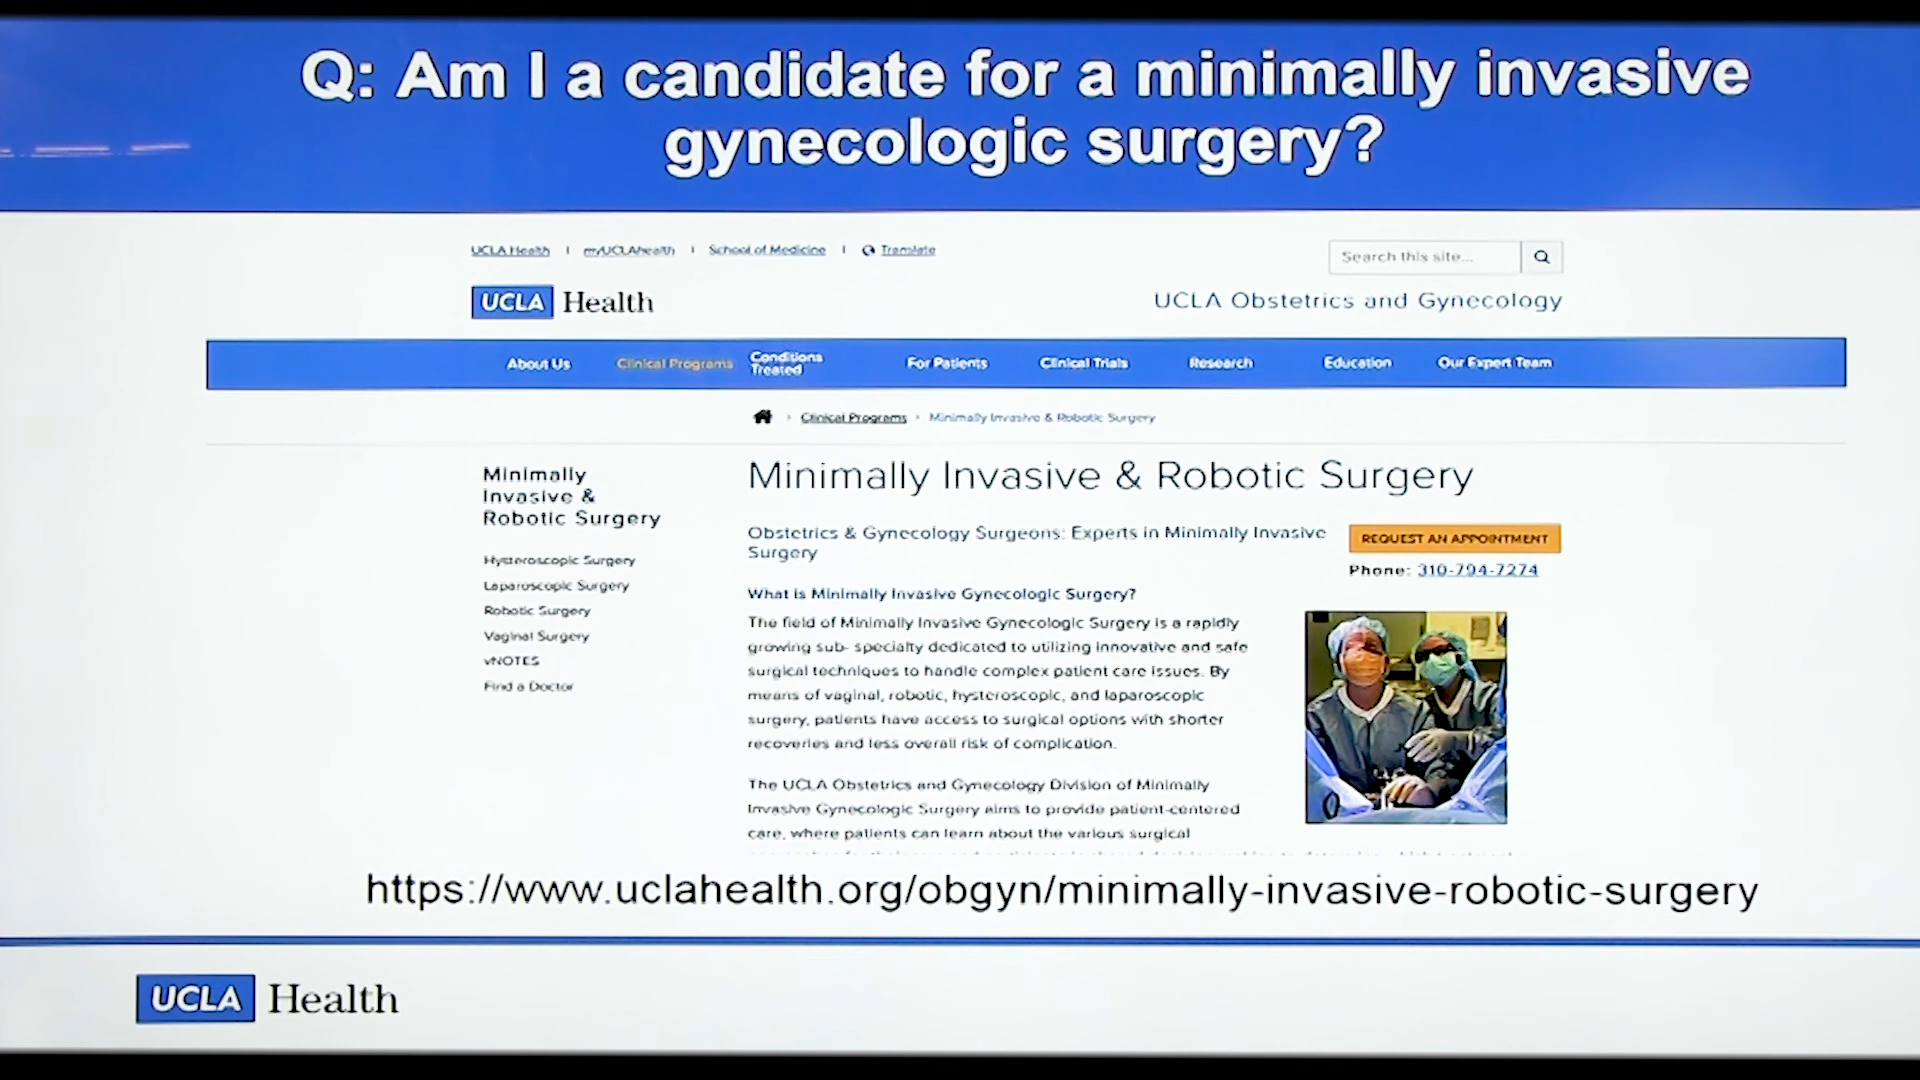 Q: Am I a candidate for a minimally invasive
gynecologic surgery?
UCLA Health | myUCLAhealth | School of Medicine | Translate
Search this site...
UCLA Health
UCLA Obstetrics and Gynecology
About Us
Clinical Programs
Conditions
Treated
For Patients
Clinical Trials
Research
Education
Our Expert Team
Clinical Programs › Minimally Invasive & Robotic Surgery
Minimally
Invasive &
Robotic Surgery
Hysteroscopic Surgery
Laparoscopic Surgery
Robotic Surgery
Vaginal Surgery
vNOTES
Find a Doctor
Minimally Invasive & Robotic Surgery
Obstetrics & Gynecology Surgeons: Experts in Minimally Invasive
Surgery
REQUEST AN APPOINTMENT
Phone: 310-794-7274
What is Minimally Invasive Gynecologic Surgery?
The field of Minimally Invasive Gynecologic Surgery is a rapidly
growing sub- specialty dedicated to utilizing innovative and safe
surgical techniques to handle complex patient care issues. By
means of vaginal, robotic, hysteroscopic, and laparoscopic
surgery, patients have access to surgical options with shorter
recoveries and less overall risk of complication.
The UCLA Obstetrics and Gynecology Division of Minimally
Invasive Gynecologic Surgery aims to provide patient-centered
care, where patients can learn about the various surgical
https://www.uclahealth.org/obgyn/minimally-invasive-robotic-surgery
UCLA Health